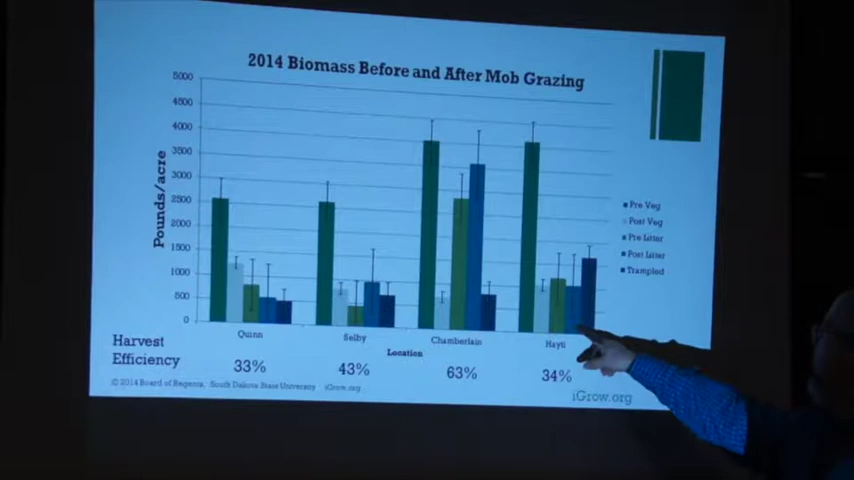 2014 Biomass Before and After Mob Grazing
5000
4500
4000
3500
3000
2500
2000
1500
1000
500
0
Pounds/acre
Pre Veg
Post Veg
Pre Litter
Post Litter
Trampled
Quinn
Selby
Chamberlain
Hayti
Location
Harvest
Efficiency
33%
43%
63%
34%
© 2014 Board of Regents, South Dakota State University
iGrow.org
iGrow.org